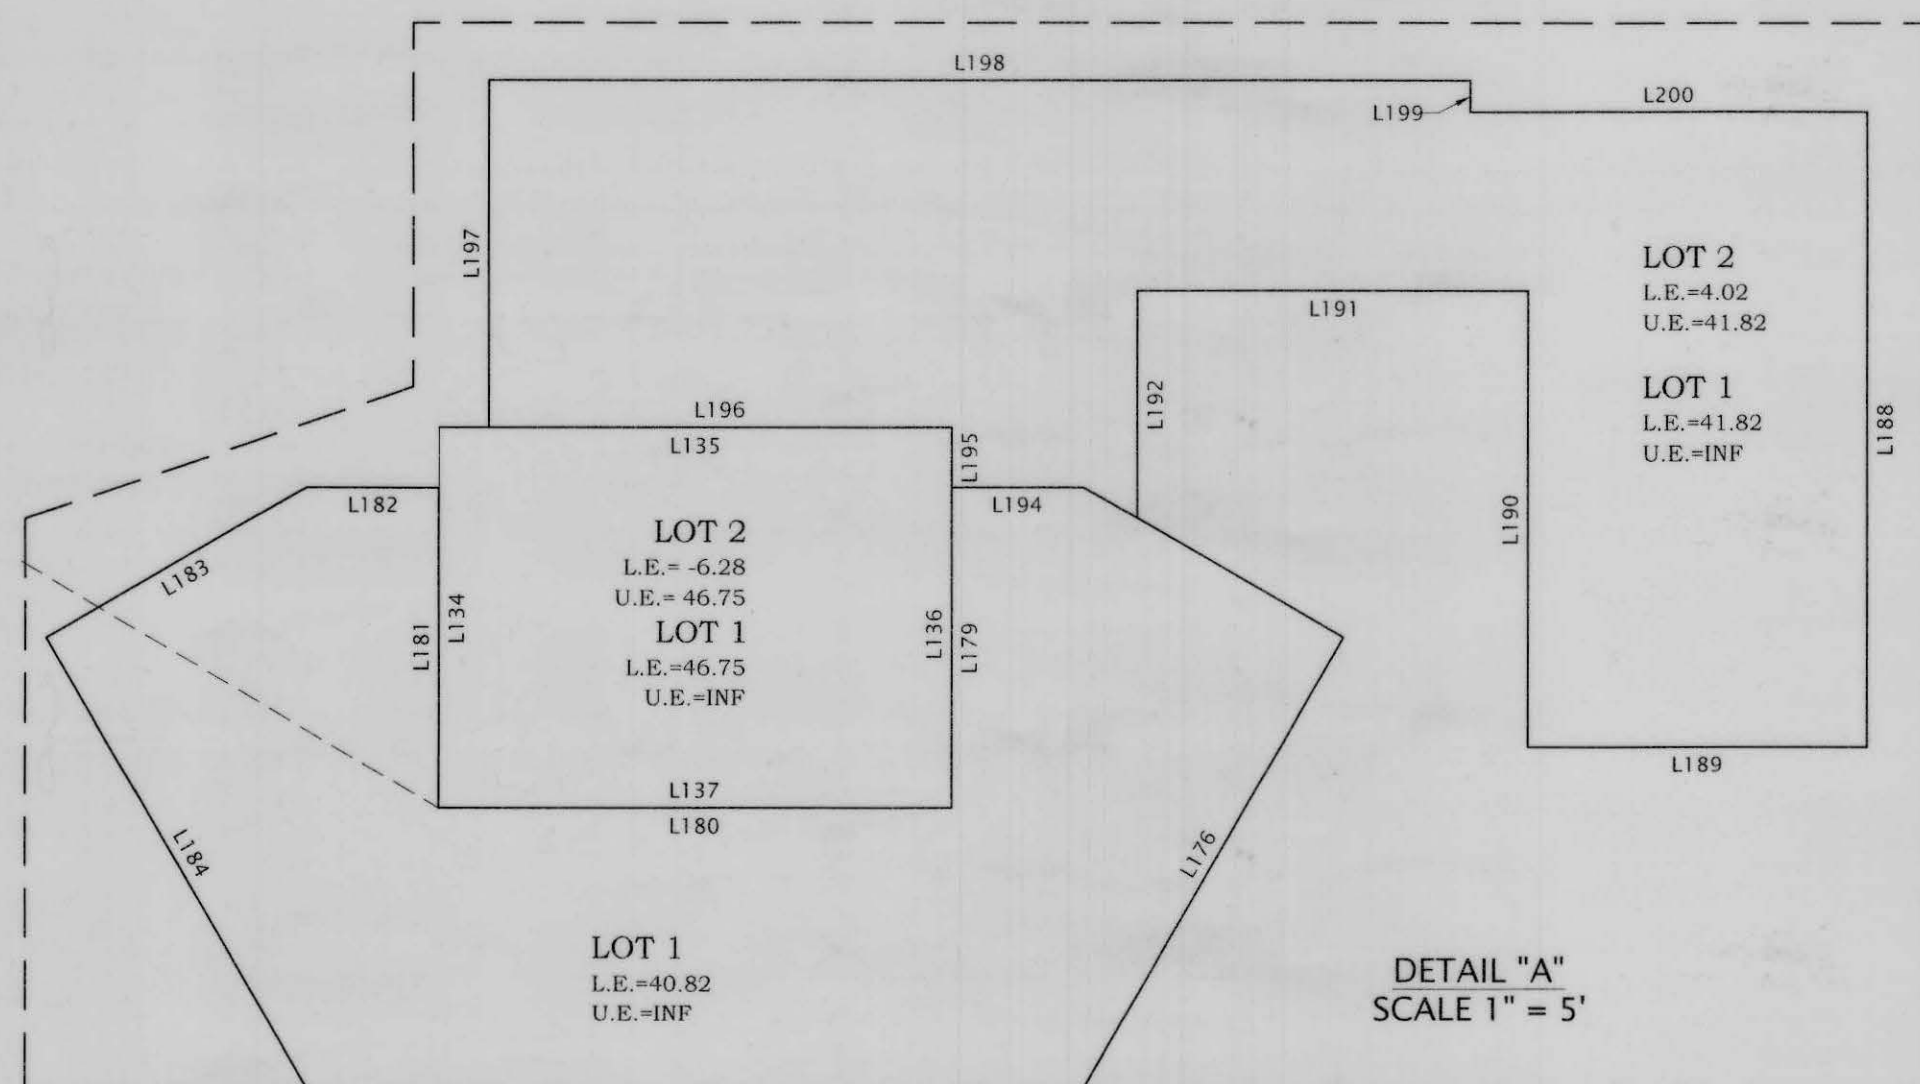 L198
L199
L200
L197
LOT 2
L.E.=4.02
U.E.=41.82
LOT 1
L.E.=41.82
U.E.=INF
L191
L192
L188
L196
L135
L195
L182
L194
L190
L183
LOT 2
L.E.= -6.28
U.E.= 46.75
LOT 1
L.E.=46.75
U.E.=INF
L181
L134
L136
L179
L189
L137
L180
L184
L176
LOT 1
L.E.=40.82
U.E.=INF
DETAIL "A"
SCALE 1" = 5'